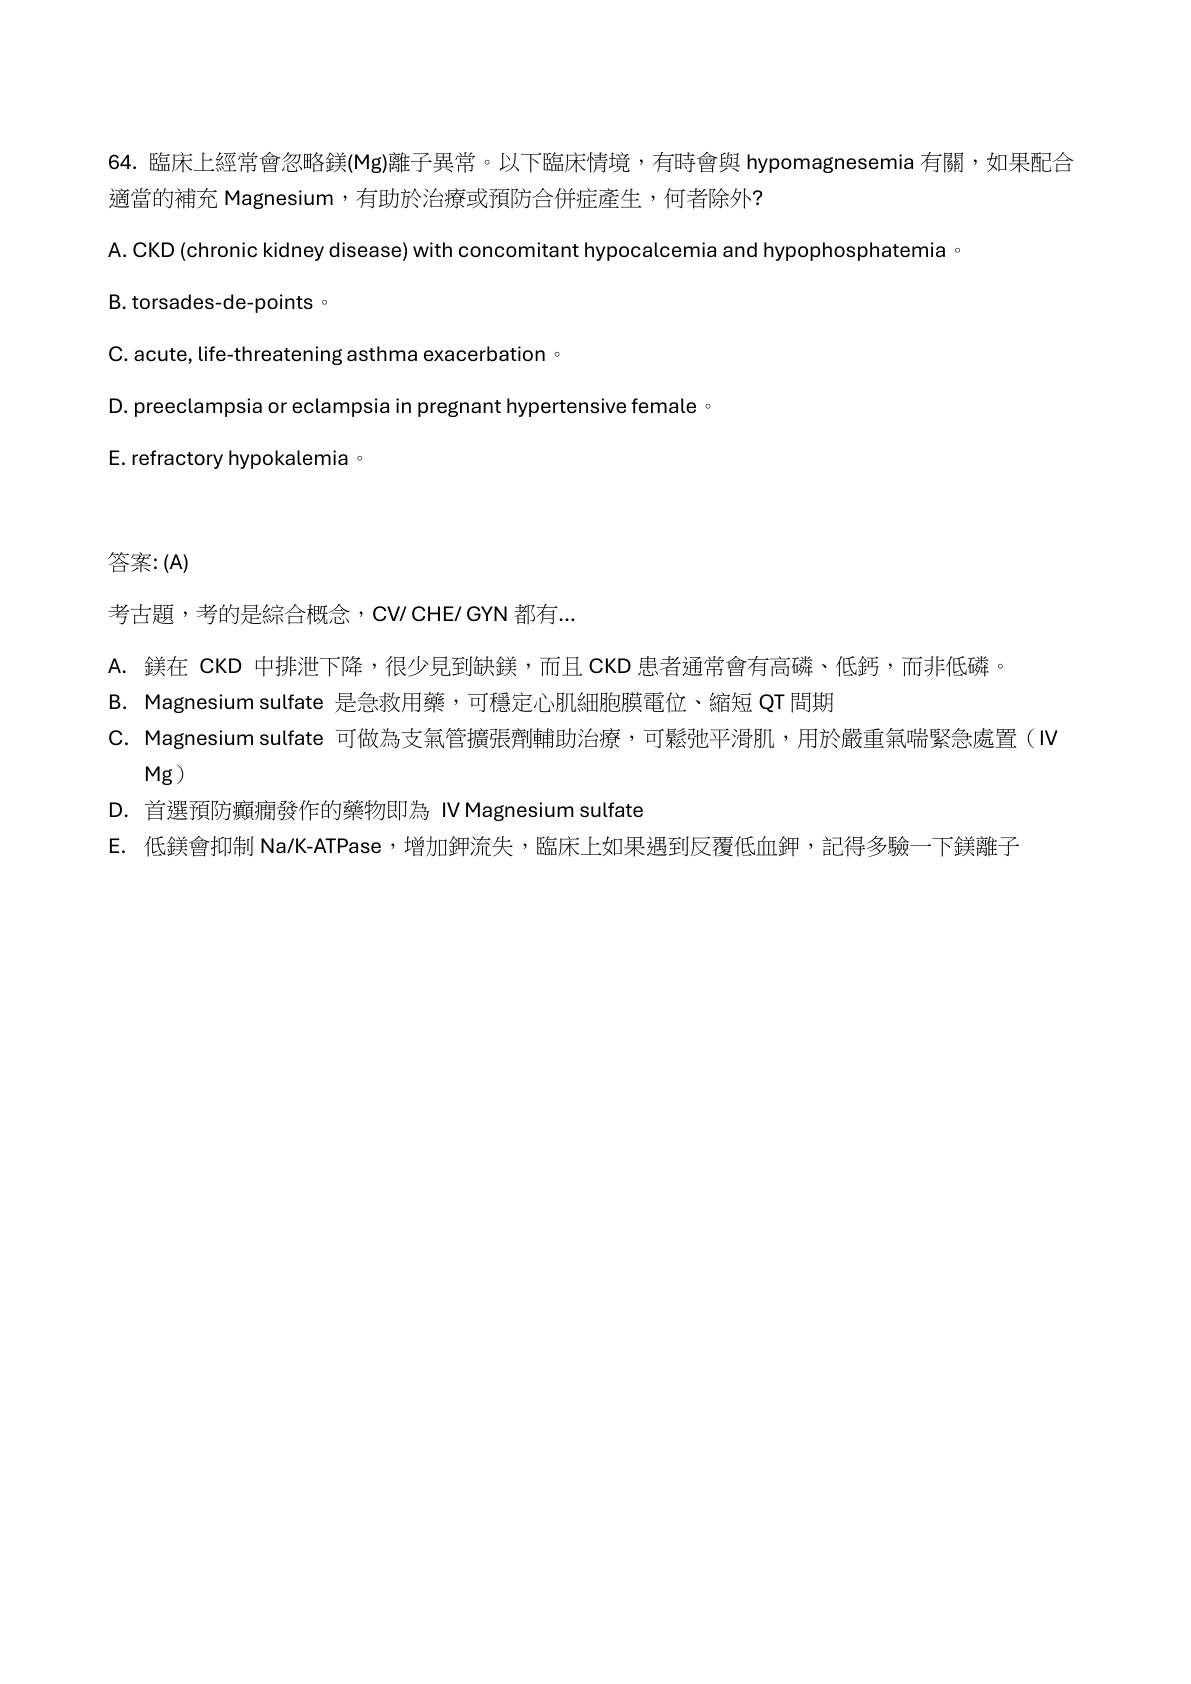 64. 臨床上經常會忽略鎂(Mg)離子異常。以下臨床情境，有時會與 hypomagnesemia 有關，如果配合
適當的補充 Magnesium，有助於治療或預防合併症產生，何者除外?
A. CKD (chronic kidney disease) with concomitant hypocalcemia and hypophosphatemia。
B. torsades-de-points。
C. acute, life-threatening asthma exacerbation。
D. preeclampsia or eclampsia in pregnant hypertensive female。
E. refractory hypokalemia。
答案: (A)
考古題，考的是綜合概念，CV/ CHE/ GYN 都有...
A. 鎂在 CKD 中排泄下降，很少見到缺鎂，而且 CKD 患者通常會有高磷、低鈣，而非低磷。
B. Magnesium sulfate 是急救用藥，可穩定心肌細胞膜電位、縮短 QT 間期
C. Magnesium sulfate 可做為支氣管擴張劑輔助治療，可鬆弛平滑肌，用於嚴重氣喘緊急處置（IV
Mg）
D. 首選預防癲癇發作的藥物即為 IV Magnesium sulfate
E. 低鎂會抑制 Na/K-ATPase，增加鉀流失，臨床上如果遇到反覆低血鉀，記得多驗一下鎂離子